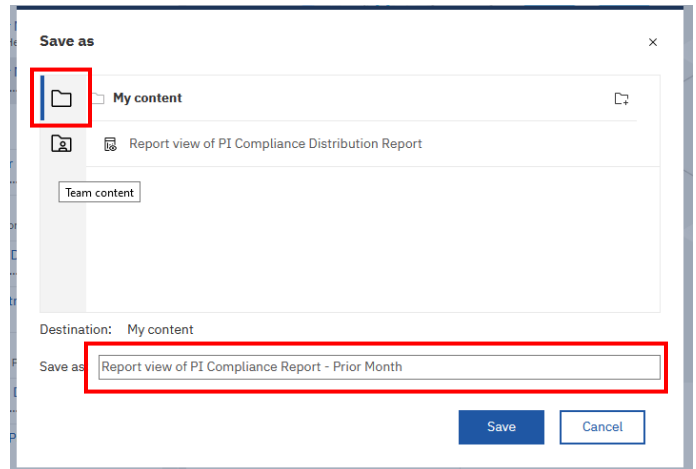 Save as
My content
Report view of PI Compliance Distribution Report
Team content
Destination: My content
Save as
Report view of PI Compliance Report - Prior Month
Save
Cancel